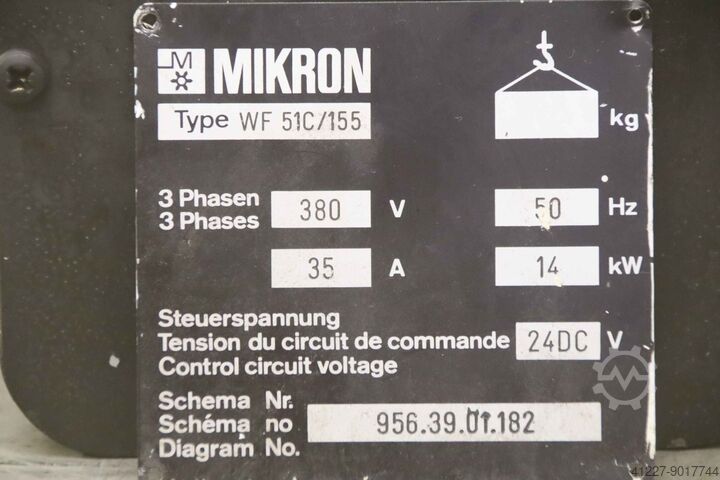 MIKRON
Type WF 51C/155
kg
3 Phasen
3 Phases
380 V
50 Hz
35 A
14 kW
Steuerspannung
Tension du circuit de commande
Control circuit voltage
24DC V
Schema Nr.
Schéma no
Diagram No.
956.39.01.182
41227-9017744